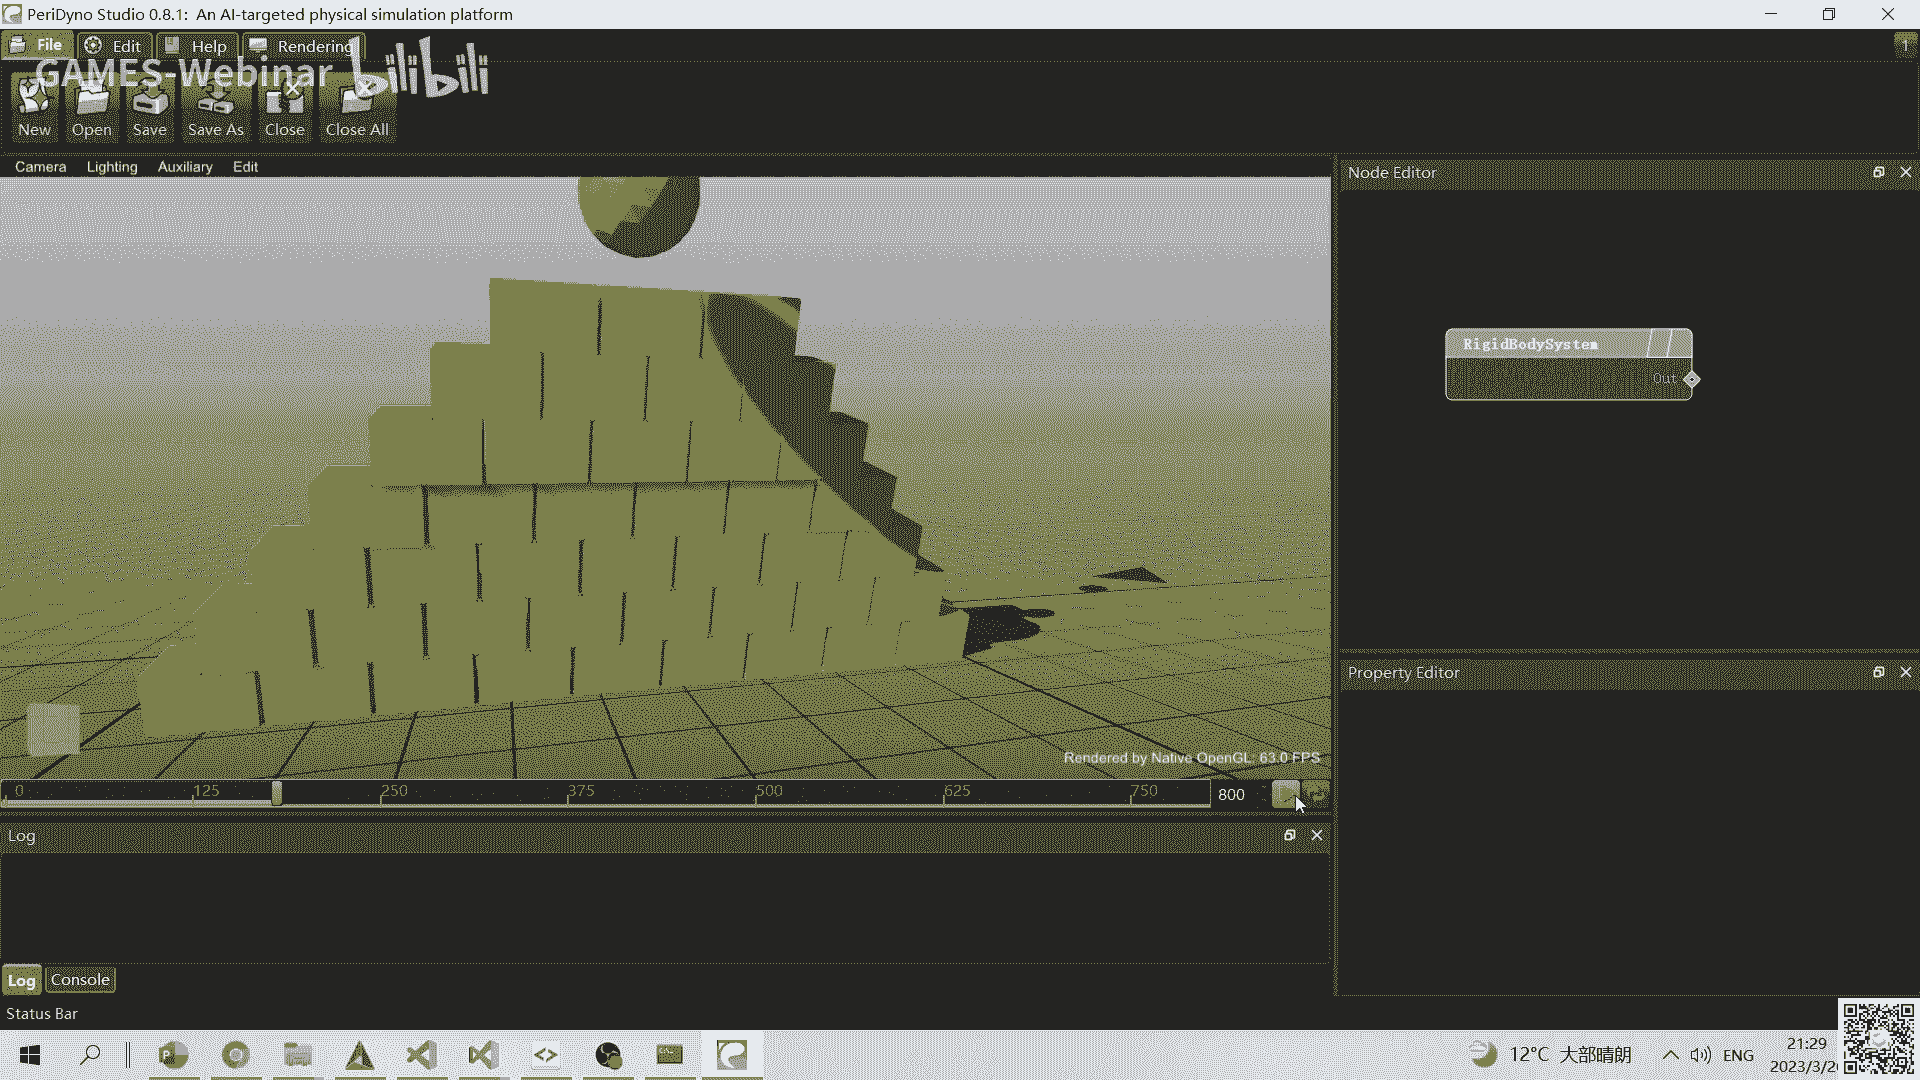 PeriDyno Studio 0.8.1: An AI-targeted physical simulation platform
File Edit Help Rendering
1
GAMES-Webinar bilibili
New Open Save Save As Close Close All
Camera Lighting Auxiliary Edit
Node Editor
RigidBodySystem
Out
Property Editor
Rendered by Native OpenGL: 63.0 FPS
0 125 250 375 500 625 750 800
Log
Log Console
Status Bar
12°C 大部晴朗
ENG
21:29